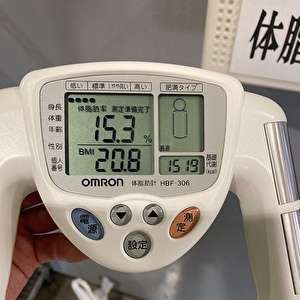 体脂
低い 標準 やや高い 高い 肥満タイプ
体脂肪率 測定準備完了
身長
体重
年齢
性別
個人番号
15.3 %
BMI 20.8
基礎代謝 (kcal)
1519
OMRON 体脂肪計 HBF-306
電源
測定
設定